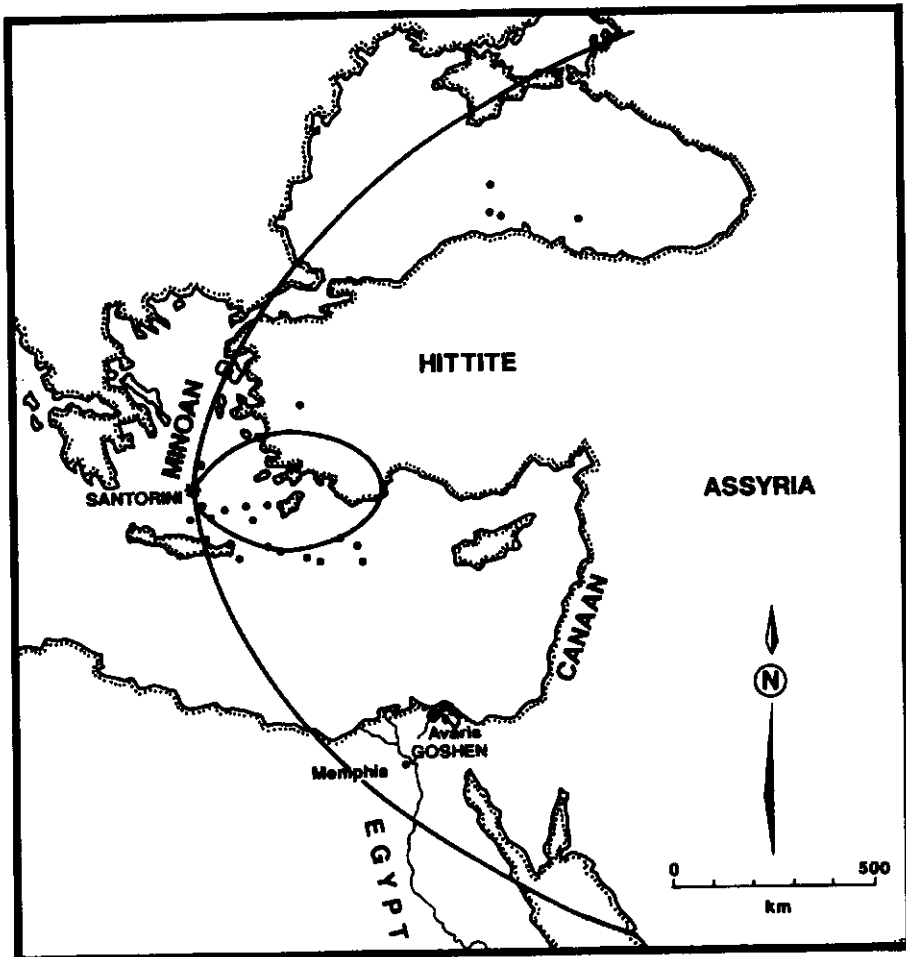 HITTITE
MINOAN
SANTORINI
ASSYRIA
CANAAN
N
Avaris
GOSHEN
Memphis
EGYPT
0 500
km